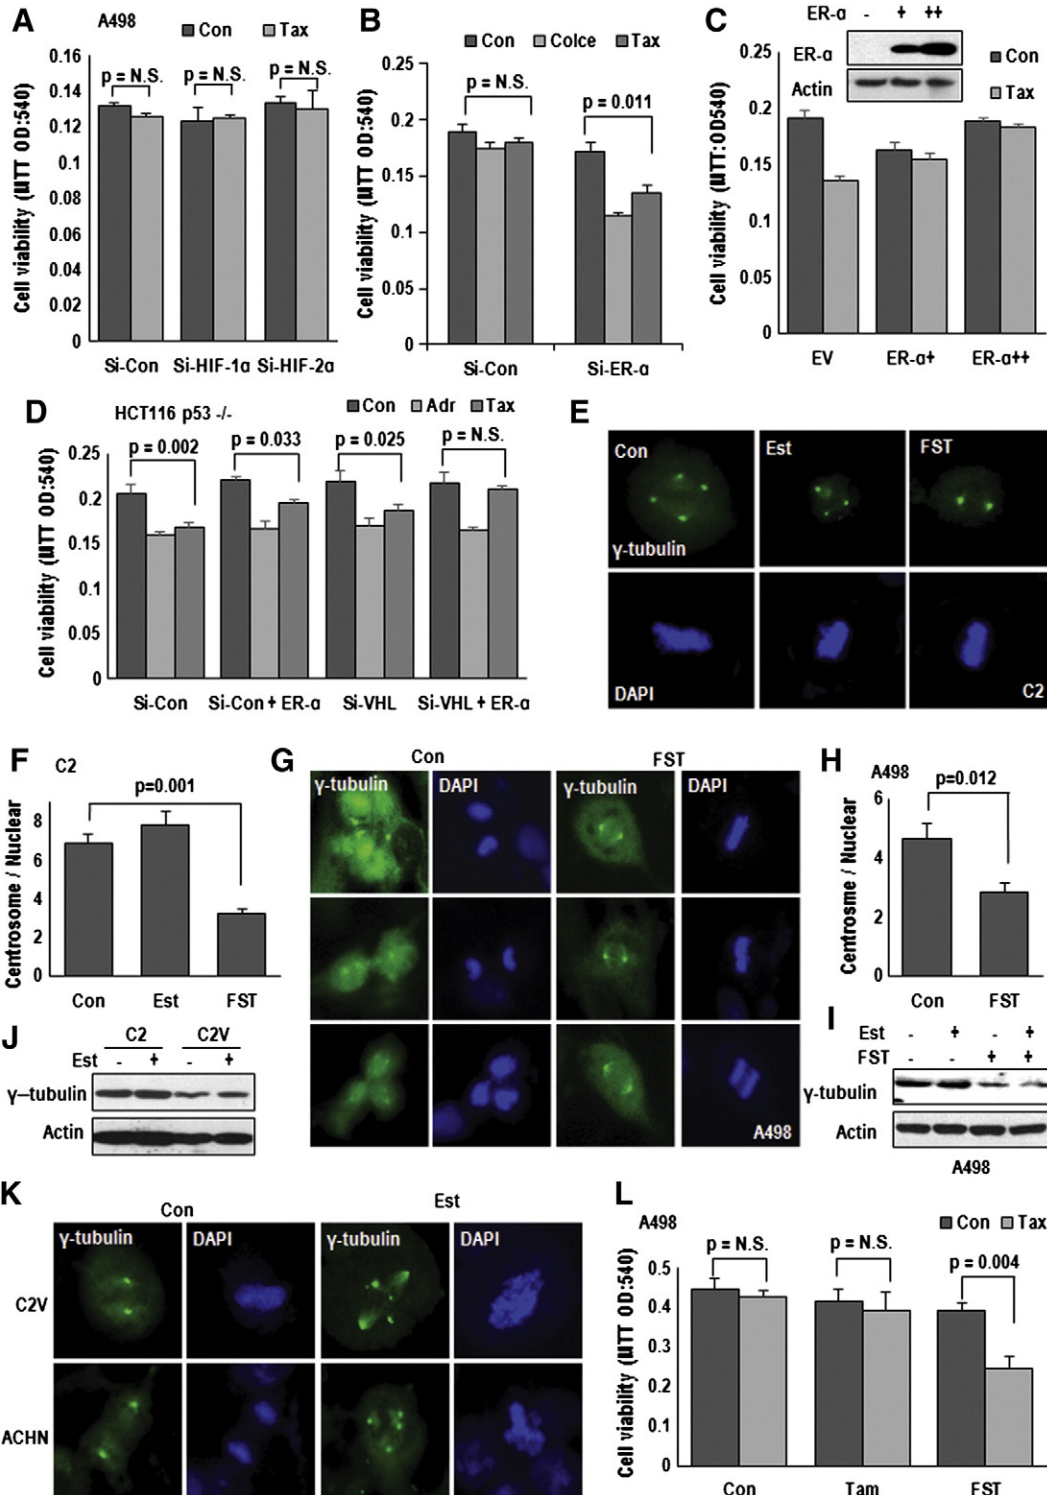 A
A498
Con Tax
Cell viability (MTT OD:540)
0.16
0.14
0.12
0.1
0.08
0.06
0.04
0.02
0
p = N.S.
p = N.S.
p = N.S.
Si-Con Si-HIF-1α Si-HIF-2α
B
Con Colce Tax
Cell viability (MTT OD:540)
0.25
0.2
0.15
0.1
0.05
0
p = N.S.
p = 0.011
Si-Con Si-ER-α
C
ER-α - + ++
ER-α
Actin
Con
Tax
Cell viability (MTT:OD540)
0.25
0.2
0.15
0.1
0.05
0
EV ER-α+ ER-α++
D
HCT116 p53 -/-
Con Adr Tax
Cell viability (MTT OD:540)
0.25
0.2
0.15
0.1
0.05
0
p = 0.002
p = 0.033
p = 0.025
p = N.S.
Si-Con Si-Con + ER-α Si-VHL Si-VHL + ER-α
E
Con Est FST
γ-tubulin
DAPI
C2
F
C2
Centrosome / Nuclear
8
6
4
2
0
p=0.001
Con Est FST
G
Con FST
γ-tubulin DAPI γ-tubulin DAPI
A498
H
A498
Centrosme / Nuclear
6
4
2
0
p=0.012
Con FST
I
Est - + - +
FST - - + +
γ-tubulin
Actin
A498
J
C2 C2V
Est - + - +
γ–tubulin
Actin
K
Con Est
γ-tubulin DAPI γ-tubulin DAPI
C2V
ACHN
L
A498
Con Tax
Cell viability (MTT OD:540)
0.5
0.4
0.3
0.2
0.1
0
p = N.S.
p = N.S.
p = 0.004
Con Tam FST